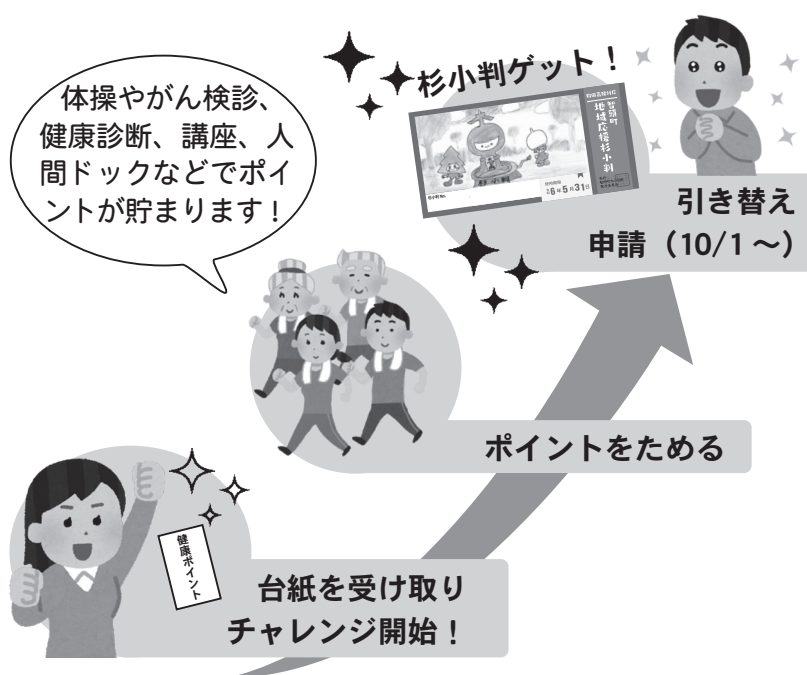 体操やがん検診、
健康診断、講座、人
間ドックなどでポイ
ントが貯まります！
杉小判ゲット！
智頭町
地域応援杉小判
杉小判
6年5月31日
引き替え
申請（10/1～）
ポイントをためる
健康ポイント
台紙を受け取り
チャレンジ開始！